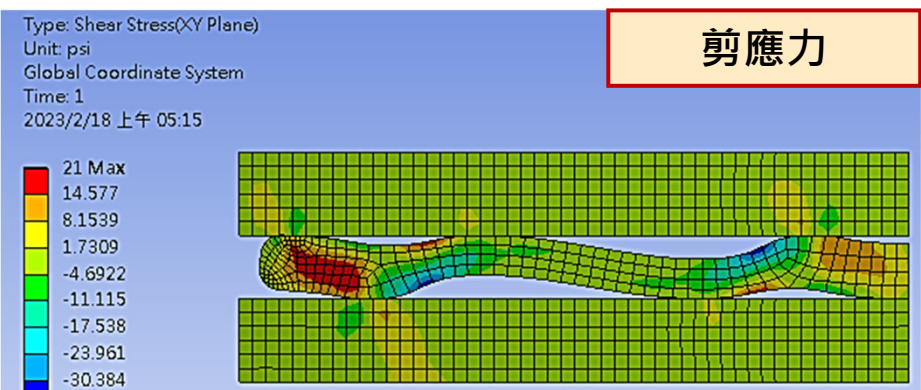 Type: Shear Stress(XY Plane)
Unit: psi
Global Coordinate System
Time: 1
2023/2/18 上午 05:15
剪應力
21 Max
14.577
8.1539
1.7309
-4.6922
-11.115
-17.538
-23.961
-30.384